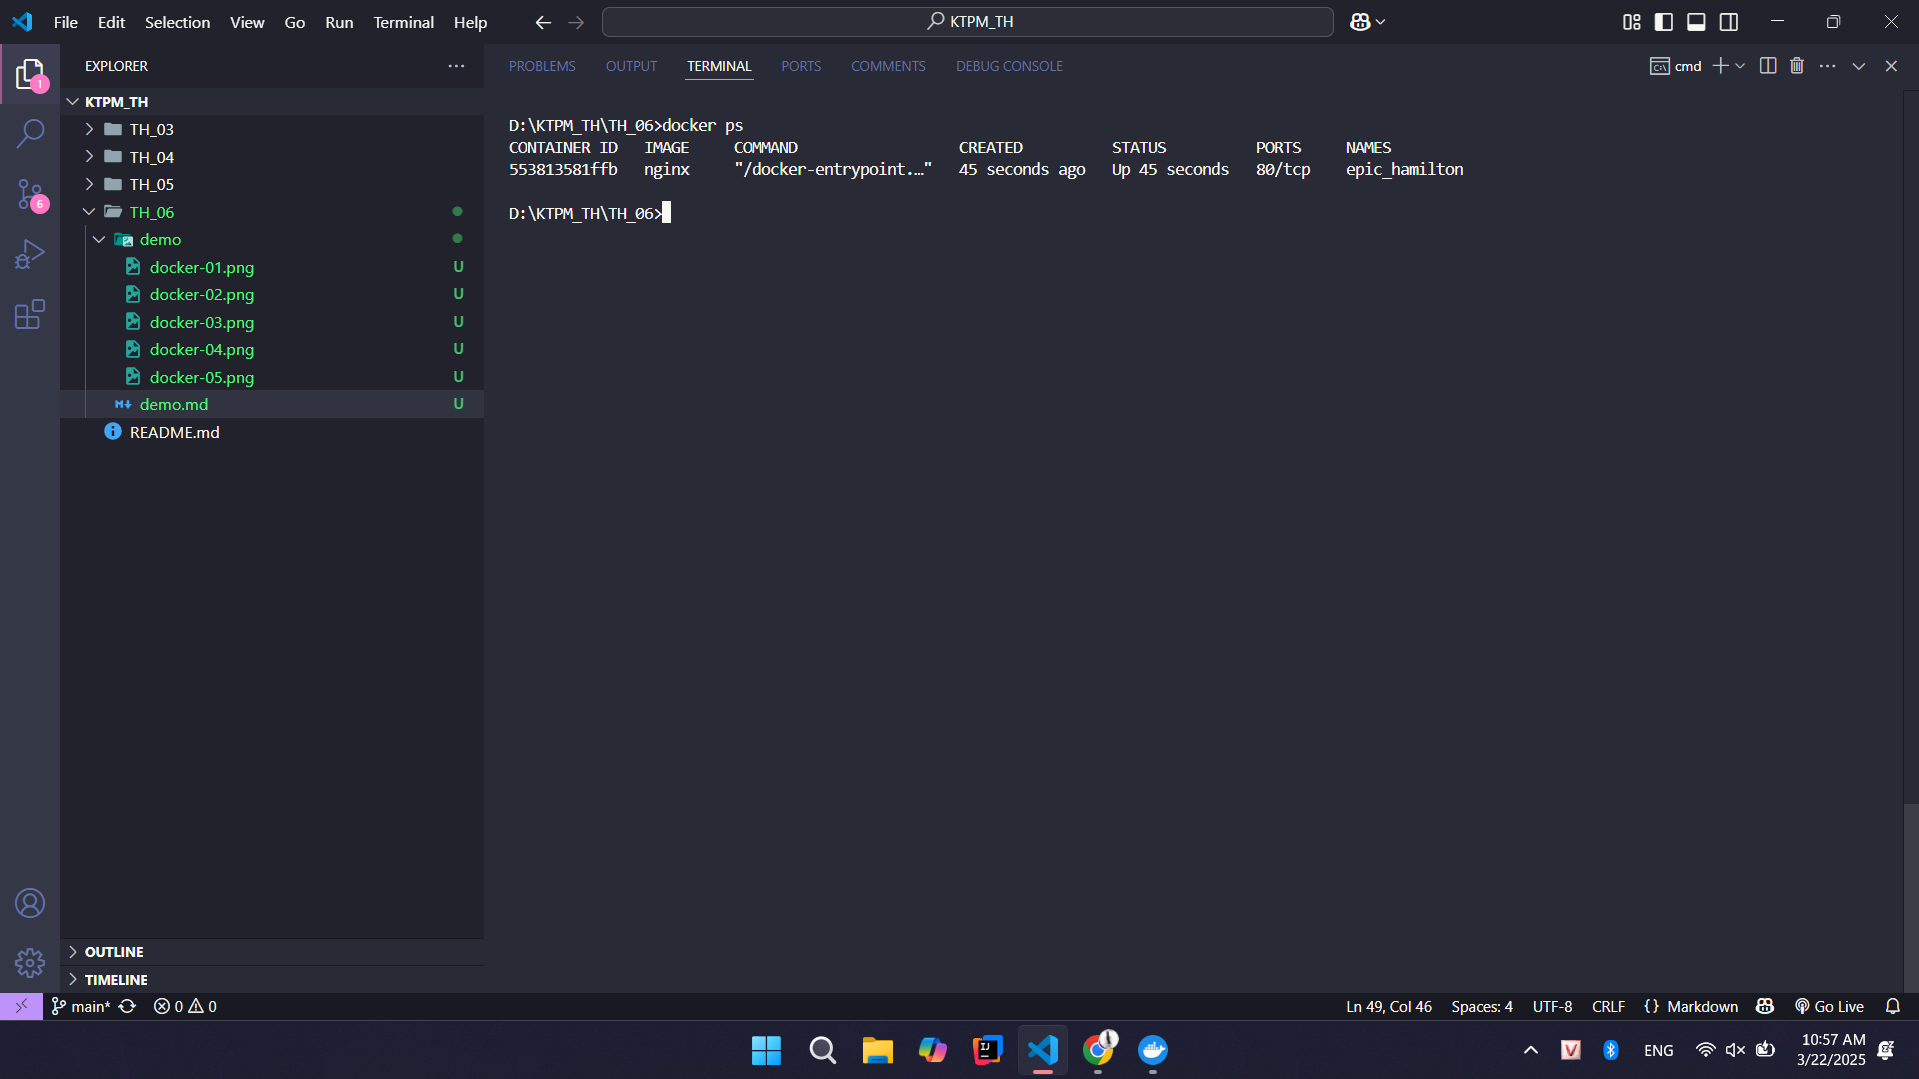 File Edit Selection View Go Run Terminal Help
KTPM_TH
EXPLORER
PROBLEMS OUTPUT TERMINAL PORTS COMMENTS DEBUG CONSOLE
cmd
1
KTPM_TH
TH_03
TH_04
TH_05
TH_06
demo
docker-01.png U
docker-02.png U
docker-03.png U
docker-04.png U
docker-05.png U
demo.md U
README.md
6
D:\KTPM_TH\TH_06>docker ps
CONTAINER ID IMAGE COMMAND CREATED STATUS PORTS NAMES
553813581ffb nginx "/docker-entrypoint.…" 45 seconds ago Up 45 seconds 80/tcp epic_hamilton
D:\KTPM_TH\TH_06>
OUTLINE
TIMELINE
main* 0 0
Ln 49, Col 46 Spaces: 4 UTF-8 CRLF {} Markdown Go Live
ENG
10:57 AM
3/22/2025